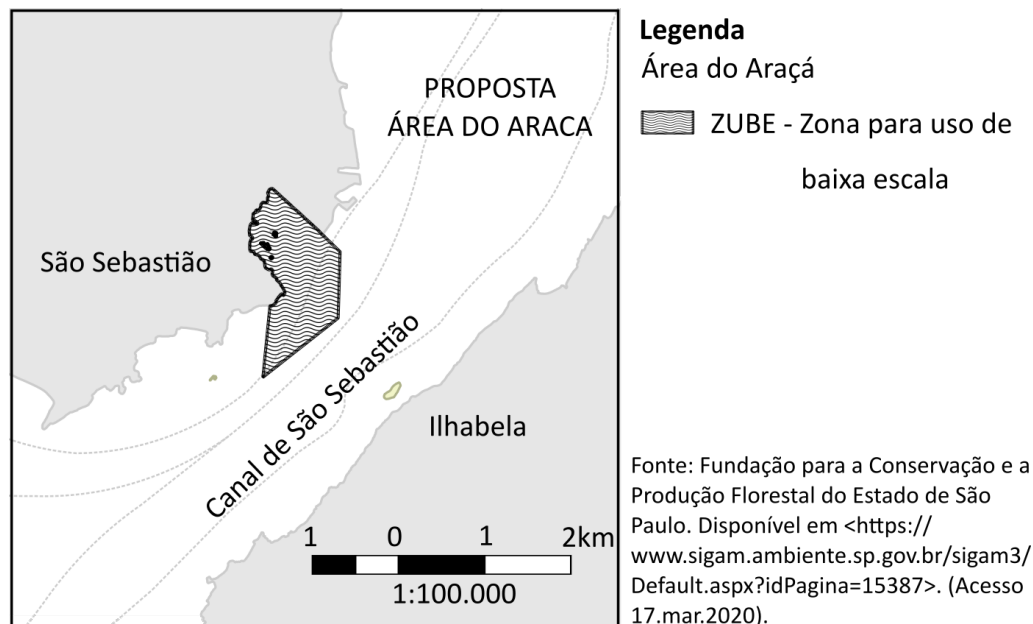 PROPOSTA
ÁREA DO ARACA
São Sebastião
Canal de São Sebastião
Ilhabela
1 0 1 2km
1:100.000
Legenda
Área do Araçá
ZUBE - Zona para uso de
baixa escala
Fonte: Fundação para a Conservação e a
Produção Florestal do Estado de São
Paulo. Disponível em <https://
www.sigam.ambiente.sp.gov.br/sigam3/
Default.aspx?idPagina=15387>. (Acesso
17.mar.2020).